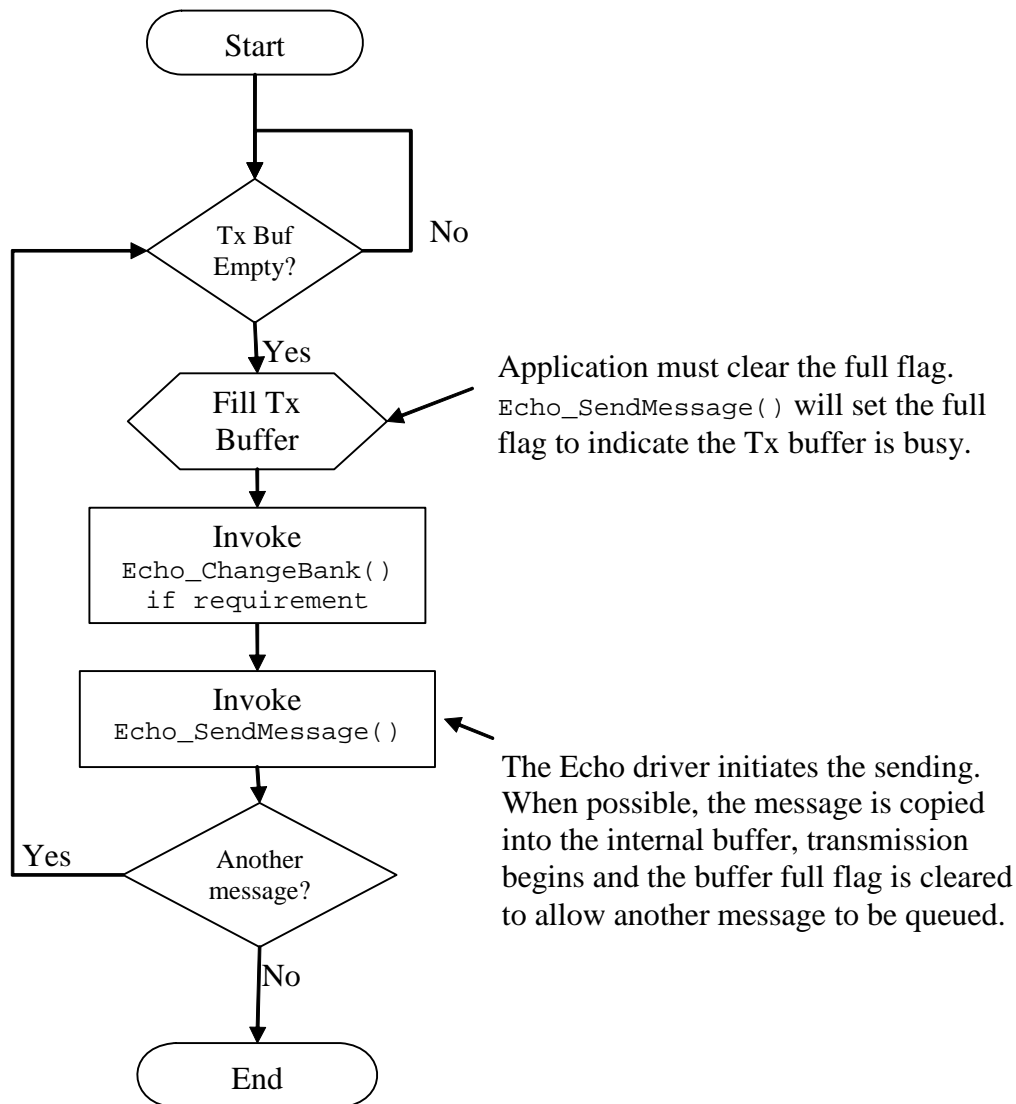 Start
Tx Buf
Empty?
No
Yes
Fill Tx
Buffer
Application must clear the full flag.
Echo_SendMessage() will set the full
flag to indicate the Tx buffer is busy.
Invoke
Echo_ChangeBank()
if requirement
Invoke
Echo_SendMessage()
The Echo driver initiates the sending.
When possible, the message is copied
into the internal buffer, transmission
begins and the buffer full flag is cleared
to allow another message to be queued.
Yes
Another
message?
No
End